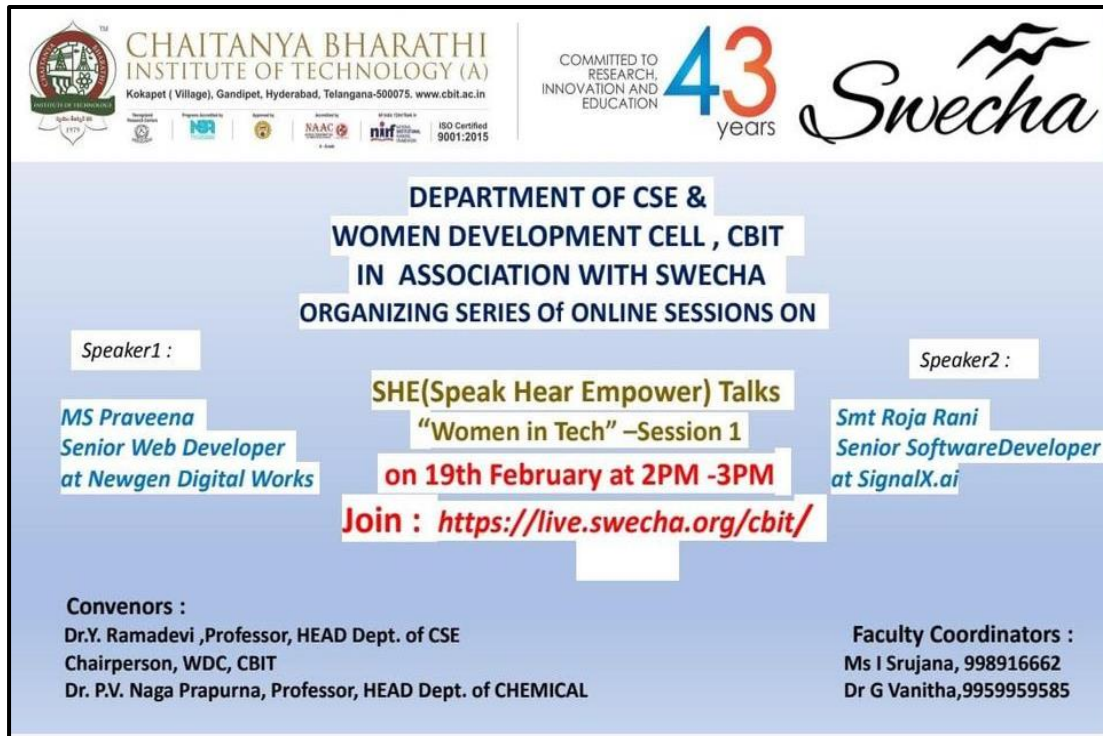 CHAITANYA BHARATHI
INSTITUTE OF TECHNOLOGY (A)
Kokapet ( Village), Gandipet, Hyderabad, Telangana-500075. www.cbit.ac.in
NAAC
nirf
ISO Certified
9001:2015
1979
COMMITTED TO
RESEARCH,
INNOVATION AND
EDUCATION
43
years
Swecha
DEPARTMENT OF CSE &
WOMEN DEVELOPMENT CELL , CBIT
IN ASSOCIATION WITH SWECHA
ORGANIZING SERIES Of ONLINE SESSIONS ON
Speaker1 :
MS Praveena
Senior Web Developer
at Newgen Digital Works
SHE(Speak Hear Empower) Talks
“Women in Tech” –Session 1
on 19th February at 2PM -3PM
Join : https://live.swecha.org/cbit/
Speaker2 :
Smt Roja Rani
Senior SoftwareDeveloper
at SignalX.ai
Convenors :
Dr.Y. Ramadevi ,Professor, HEAD Dept. of CSE
Chairperson, WDC, CBIT
Dr. P.V. Naga Prapurna, Professor, HEAD Dept. of CHEMICAL
Faculty Coordinators :
Ms I Srujana, 998916662
Dr G Vanitha,9959959585